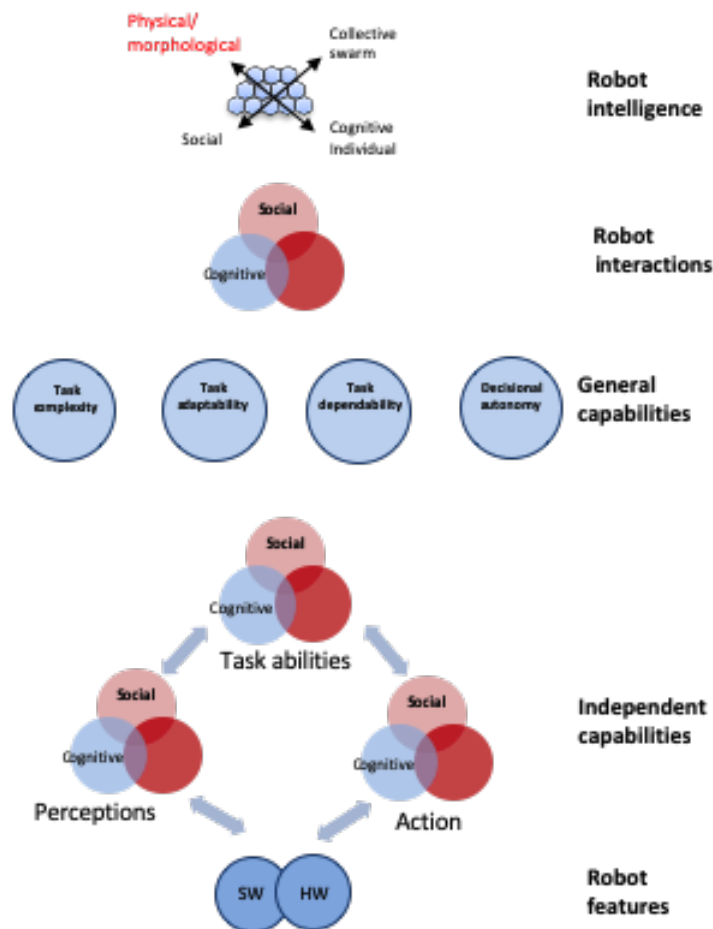 Physical/
morphological
Collective
swarm
Social
Cognitive
Individual
Robot
intelligence
Social
Cognitive
Robot
interactions
Task
complexity
Task
adaptability
Task
dependability
Decisional
autonomy
General
capabilities
Social
Cognitive
Task abilities
Social
Cognitive
Perceptions
Social
Cognitive
Action
Independent
capabilities
SW
HW
Robot
features